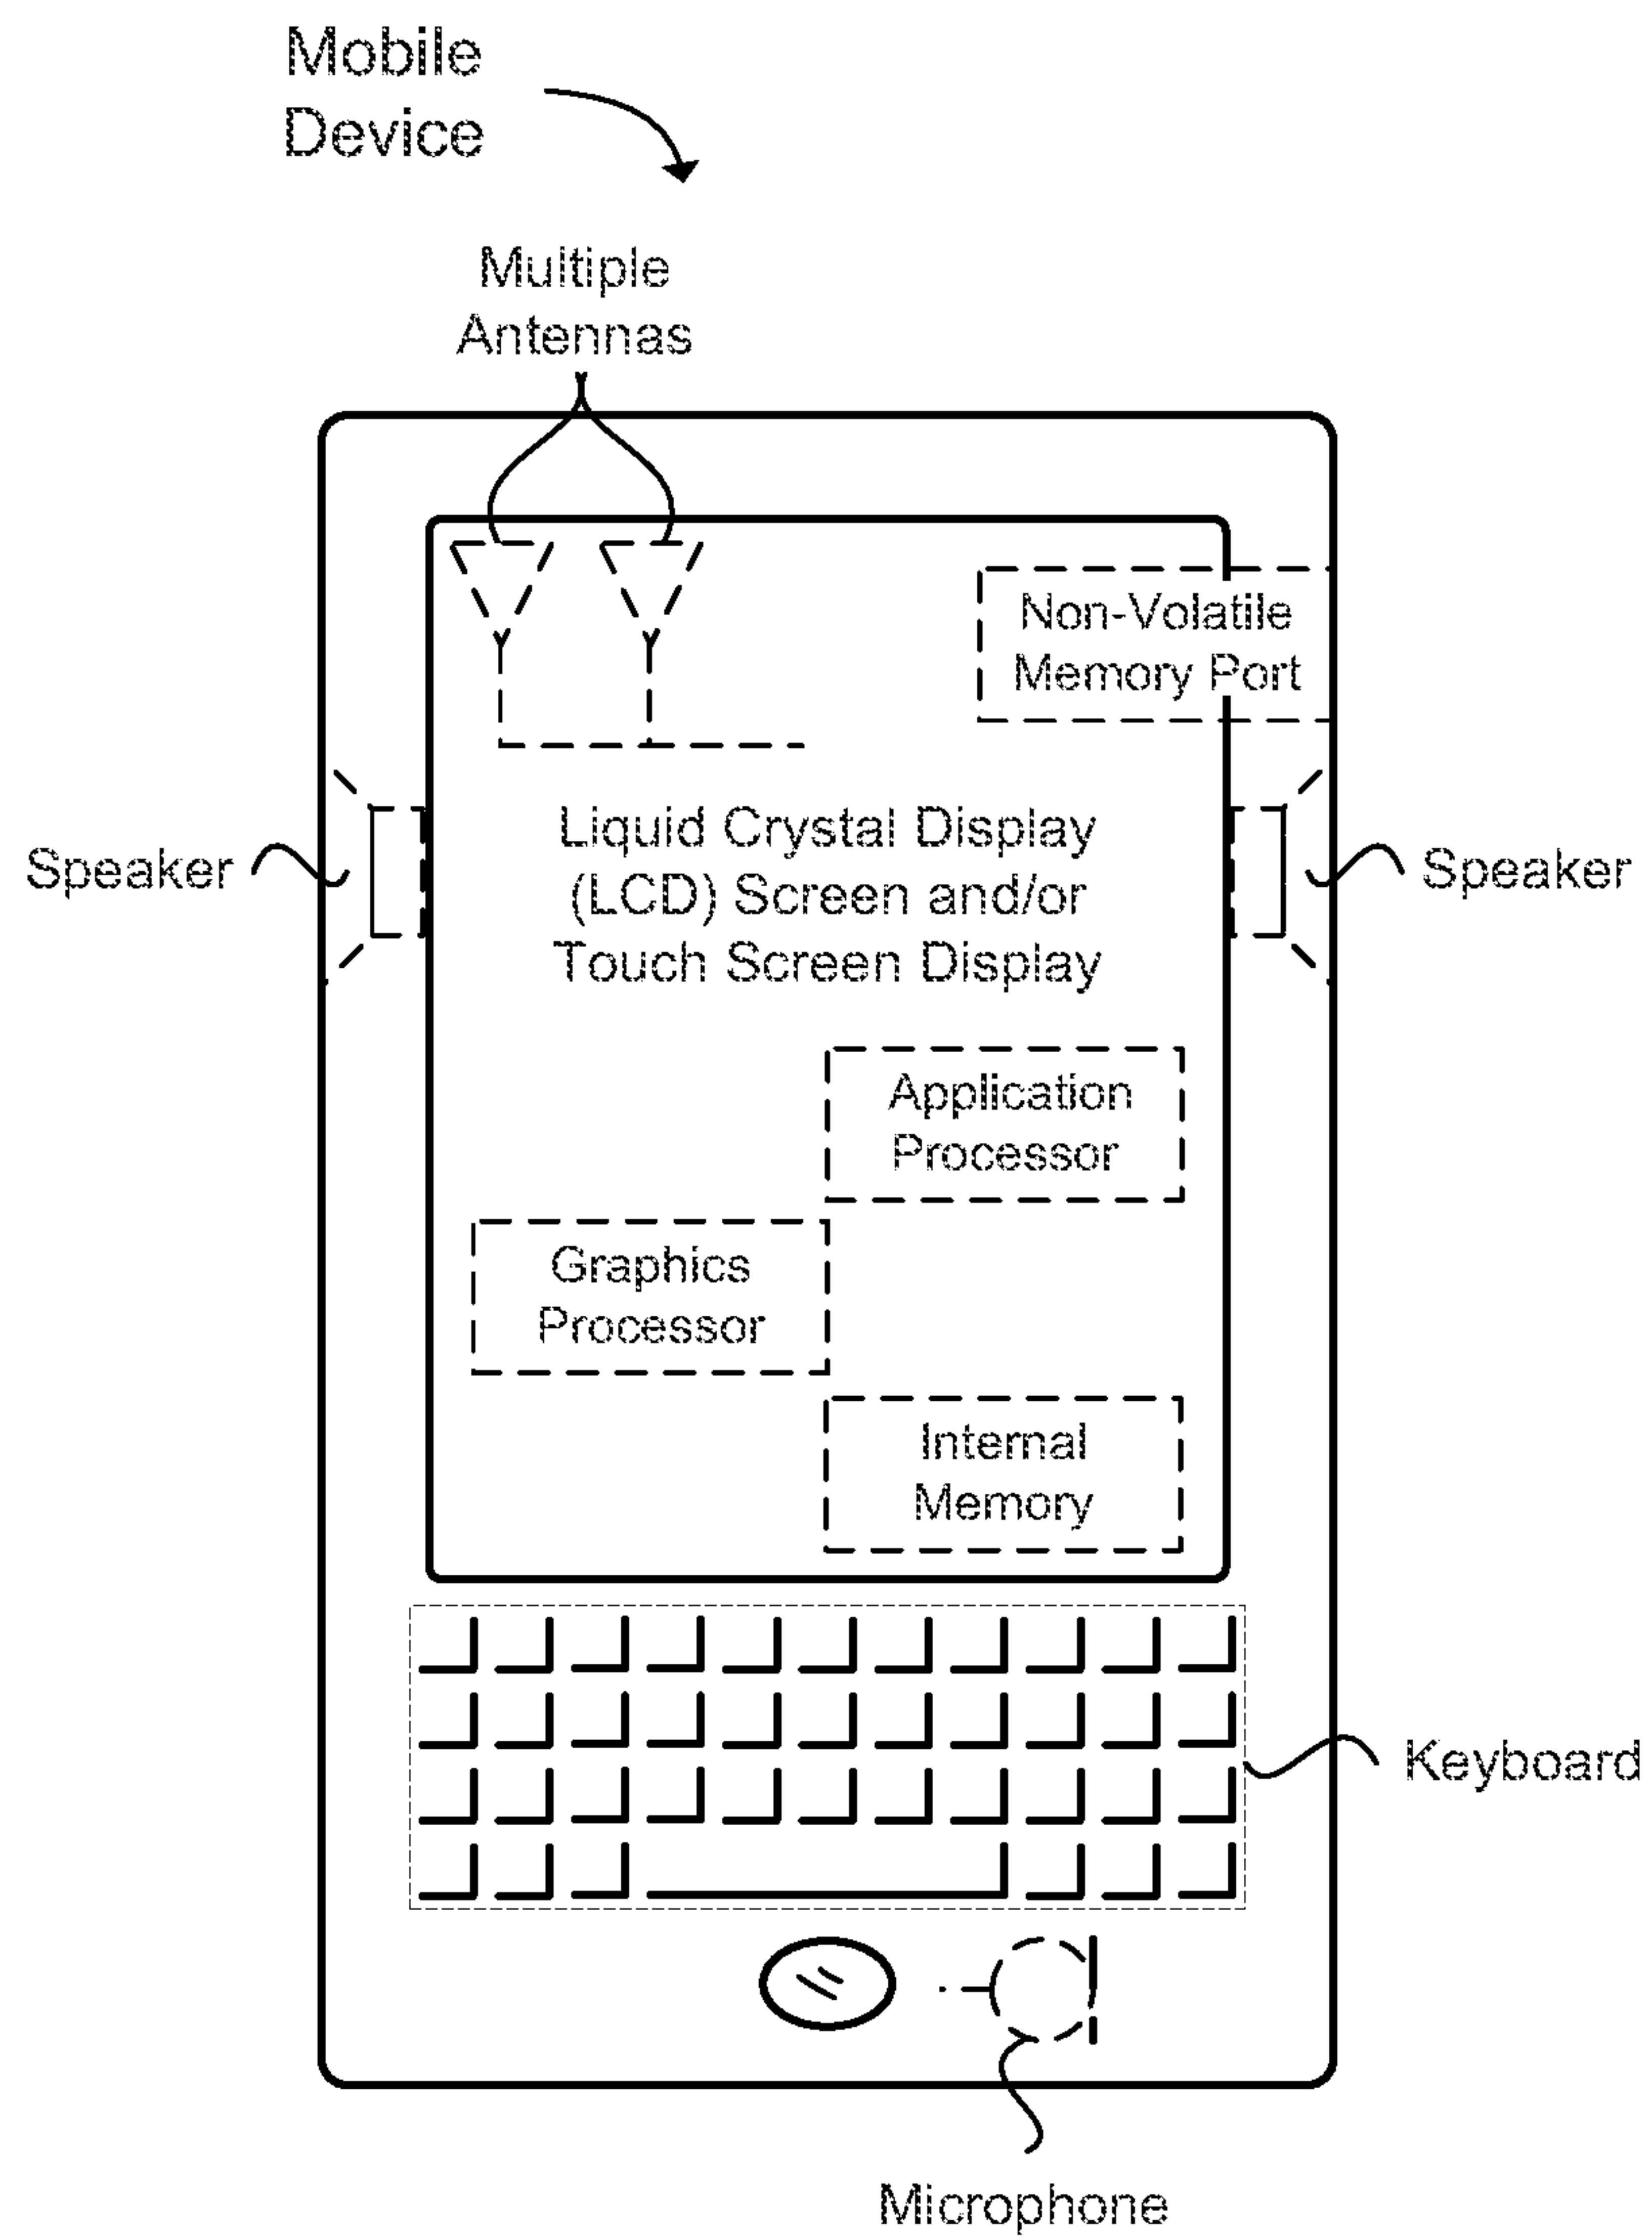 Mobile
Device
Multiple
Antennas
Non-Volatile
Memory Port
Liquid Crystal Display
(LCD) Screen and/or
Touch Screen Display
Speaker
Speaker
Application
Processor
Graphics
Processor
Internal
Memory
Keyboard
Microphone